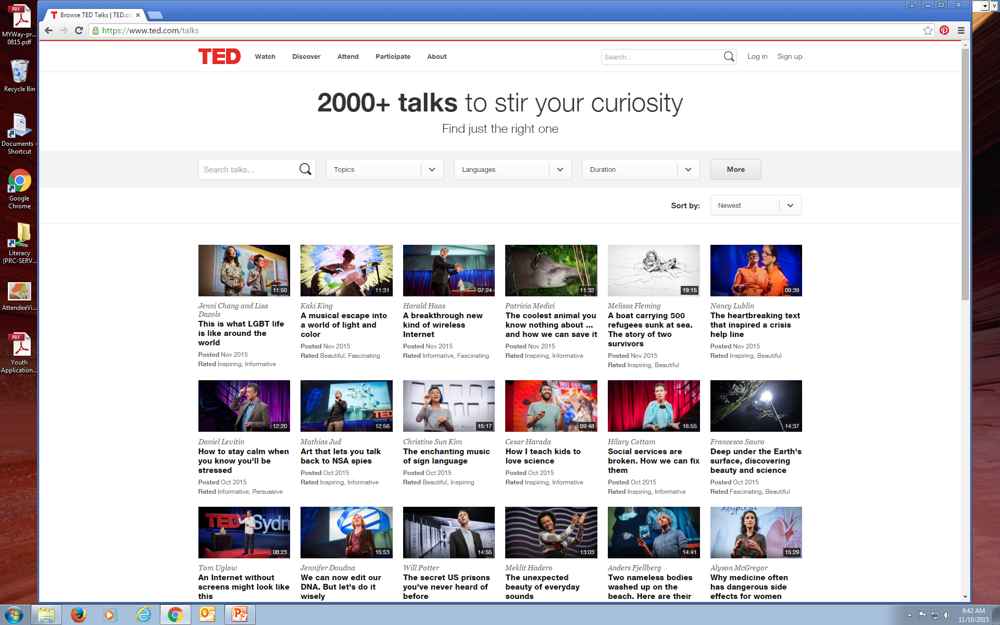 Browse TED Talks | TED.co
https://www.ted.com/talks
MYWay-pr...
0815.pdf
Recycle Bin
Documents -
Shortcut
Google
Chrome
Literacy
(PRC-SERV...
AttendeeVi...
Youth
Application...
TED Watch Discover Attend Participate About Search... Log in Sign up
2000+ talks to stir your curiosity
Find just the right one
Search talks... Topics Languages Duration More
Sort by: Newest
11:50
Jenni Chang and Lisa
Dazols
This is what LGBT life
is like around the
world
Posted Nov 2015
Rated Inspiring, Informative
11:31
Kaki King
A musical escape into
a world of light and
color
Posted Nov 2015
Rated Beautiful, Fascinating
07:24
Harald Haas
A breakthrough new
kind of wireless
Internet
Posted Nov 2015
Rated Informative, Fascinating
11:32
Patrícia Medici
The coolest animal you
know nothing about ...
and how we can save it
Posted Nov 2015
Rated Inspiring, Informative
19:15
Melissa Fleming
A boat carrying 500
refugees sunk at sea.
The story of two
survivors
Posted Nov 2015
Rated Inspiring, Beautiful
09:39
Nancy Lublin
The heartbreaking text
that inspired a crisis
help line
Posted Nov 2015
Rated Inspiring, Beautiful
12:20
Daniel Levitin
How to stay calm when
you know you'll be
stressed
Posted Oct 2015
Rated Informative, Persuasive
TED
12:56
Mathias Jud
Art that lets you talk
back to NSA spies
Posted Oct 2015
Rated Inspiring, Informative
15:17
Christine Sun Kim
The enchanting music
of sign language
Posted Oct 2015
Rated Beautiful, Inspiring
09:48
Cesar Harada
How I teach kids to
love science
Posted Oct 2015
Rated Inspiring, Informative
16:55
Hilary Cottam
Social services are
broken. How we can fix
them
Posted Oct 2015
Rated Inspiring, Informative
14:37
Francesco Sauro
Deep under the Earth's
surface, discovering
beauty and science
Posted Oct 2015
Rated Fascinating, Beautiful
TEDx Sydn
08:23
Tom Uglow
An Internet without
screens might look like
this
15:53
Jennifer Doudna
We can now edit our
DNA. But let's do it
wisely
14:55
Will Potter
The secret US prisons
you've never heard of
before
13:03
Meklit Hadero
The unexpected
beauty of everyday
sounds
14:41
Anders Fjellberg
Two nameless bodies
washed up on the
beach. Here are their
Atypical
15:29
Alyson McGregor
Why medicine often
has dangerous side
effects for women
9:42 AM
11/10/2015